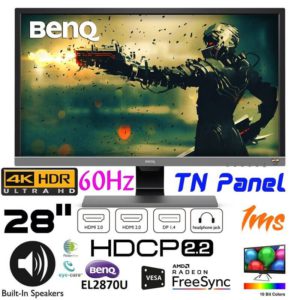 BenQ
BenQ
4K HDR
ULTRA HD
60Hz
TN Panel
28"
HDMI 2.0
HDMI 2.0
DP 1.4
headphone jack
1ms
HDCP 2.2
Built-In Speakers
eye-care
BenQ
EL2870U
VESA
AMD
RADEON
FreeSync
10 Bit Colors